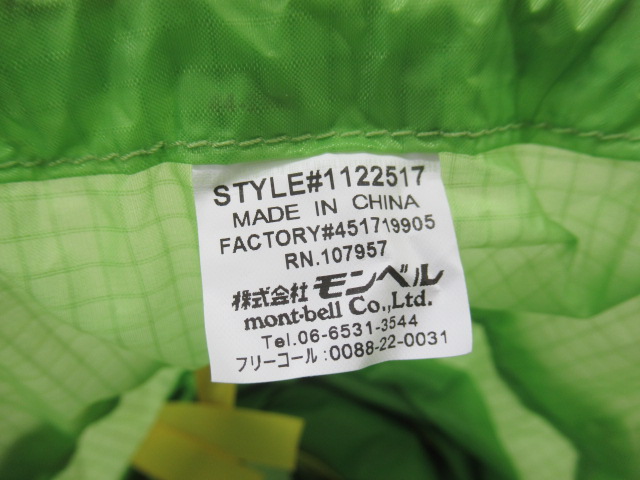 STYLE#1122517
MADE IN CHINA
FACTORY#451719905
RN.107957
株式会社 モンベル
mont-bell Co.,Ltd.
Tel.06-6531-3544
フリーコール:0088-22-0031